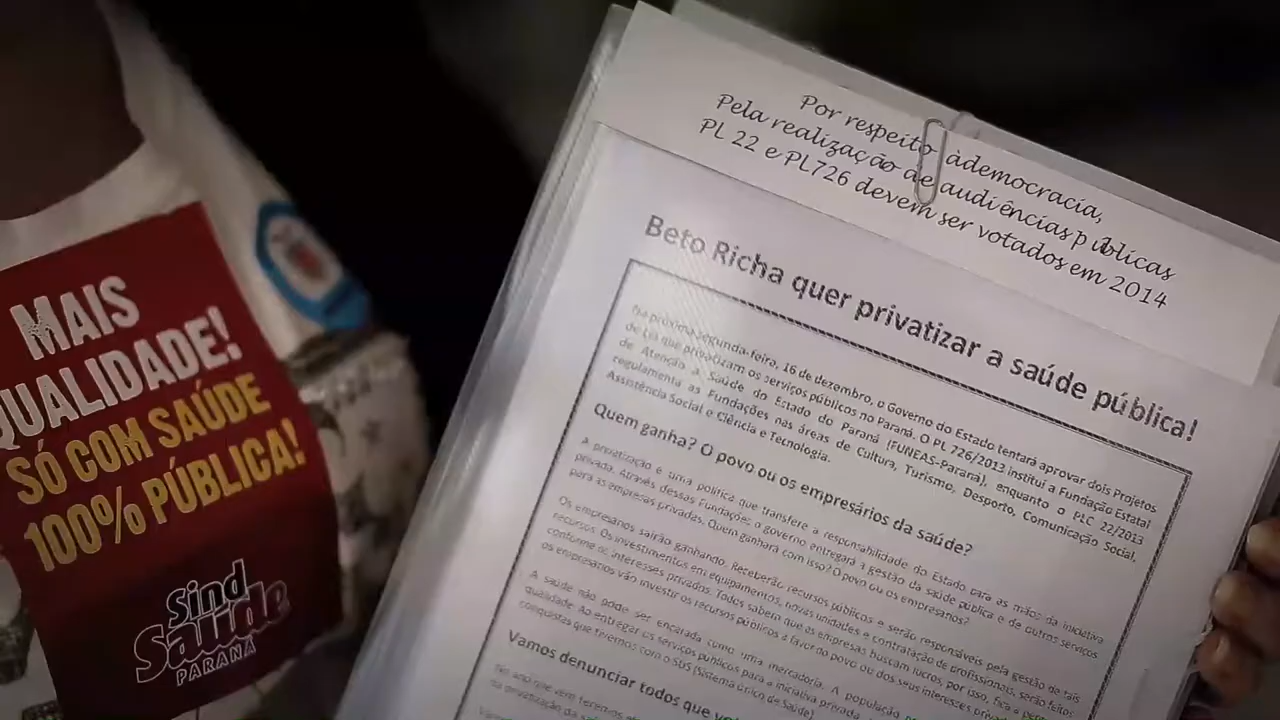 MAIS
QUALIDADE!
SÓ COM SAÚDE
100% PÚBLICA!
Sind
Saúde
PARANÁ
Por respeito àdemocracia,
Pela realização de audiências públicas
PL 22 e PL726 devem ser votados em 2014
Beto Richa quer privatizar a saúde pública!
Na próxima segunda-feira, 16 de dezembro, o Governo do Estado tentará aprovar dois Projetos
de Lei que privatizam os serviços públicos no Paraná. O PL 726/2013 institui a Fundação Estatal
de Atenção a Saúde do Estado do Paraná (FUNEAS-Paraná), enquanto o PLC 22/2013
regulamenta as Fundações nas áreas de Cultura, Turismo, Desporto, Comunicação Social,
Assistência Social e Ciência e Tecnologia.
Quem ganha? O povo ou os empresários da saúde?
A privatização é uma política que transfere a responsabilidade do Estado para as mãos da iniciativa
privada. Através dessas Fundações o governo entregará a gestão da saúde pública e de outros serviços
para as empresas privadas. Quem ganhará com isso? O povo ou os empresários?
Os empresários sairão ganhando. Receberão recursos públicos e serão responsáveis pela gestão de tais
recursos. Os investimentos em equipamentos, novas unidades e contratação de profissionais, serão feitos
conforme os interesses privados. Todos sabem que as empresas buscam lucros, por isso, fica a
os empresários vão investir os recursos públicos a favor do povo ou dos seus interesses
A saúde não pode ser encarada como uma mercadoria. A população
qualidade. Ao entregar os serviços públicos para a iniciativa privada
conquistas que tivemos com o SUS (Sistema Único de Saúde)
Vamos denunciar todos que
No ano que vem teremos